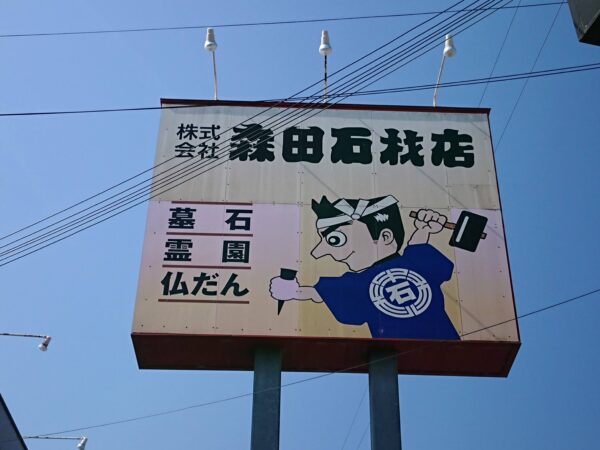 株式会社 森田石材店
墓石
霊園
仏だん
石